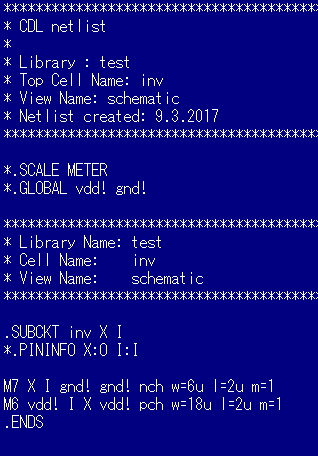 ****************************************
* CDL netlist
*
* Library : test
* Top Cell Name: inv
* View Name: schematic
* Netlist created: 9.3.2017
****************************************
*.SCALE METER
*.GLOBAL vdd! gnd!
****************************************
* Library Name: test
* Cell Name: inv
* View Name: schematic
****************************************
.SUBCKT inv X I
*.PININFO X:O I:I
M7 X I gnd! gnd! nch w=6u l=2u m=1
M6 vdd! I X vdd! pch w=18u l=2u m=1
.ENDS